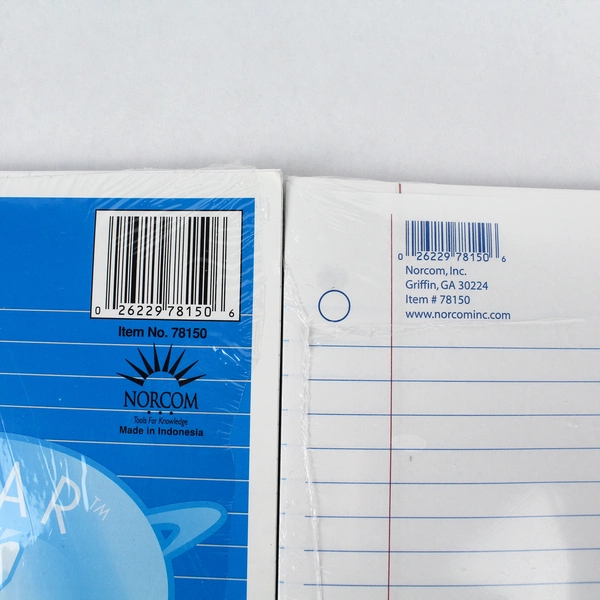 0 26229 78150 6
Item No. 78150
NORCOM
Tools For Knowledge
Made in Indonesia
AR™
0 26229 78150 6
Norcom, Inc.
Griffin, GA 30224
Item # 78150
www.norcominc.com